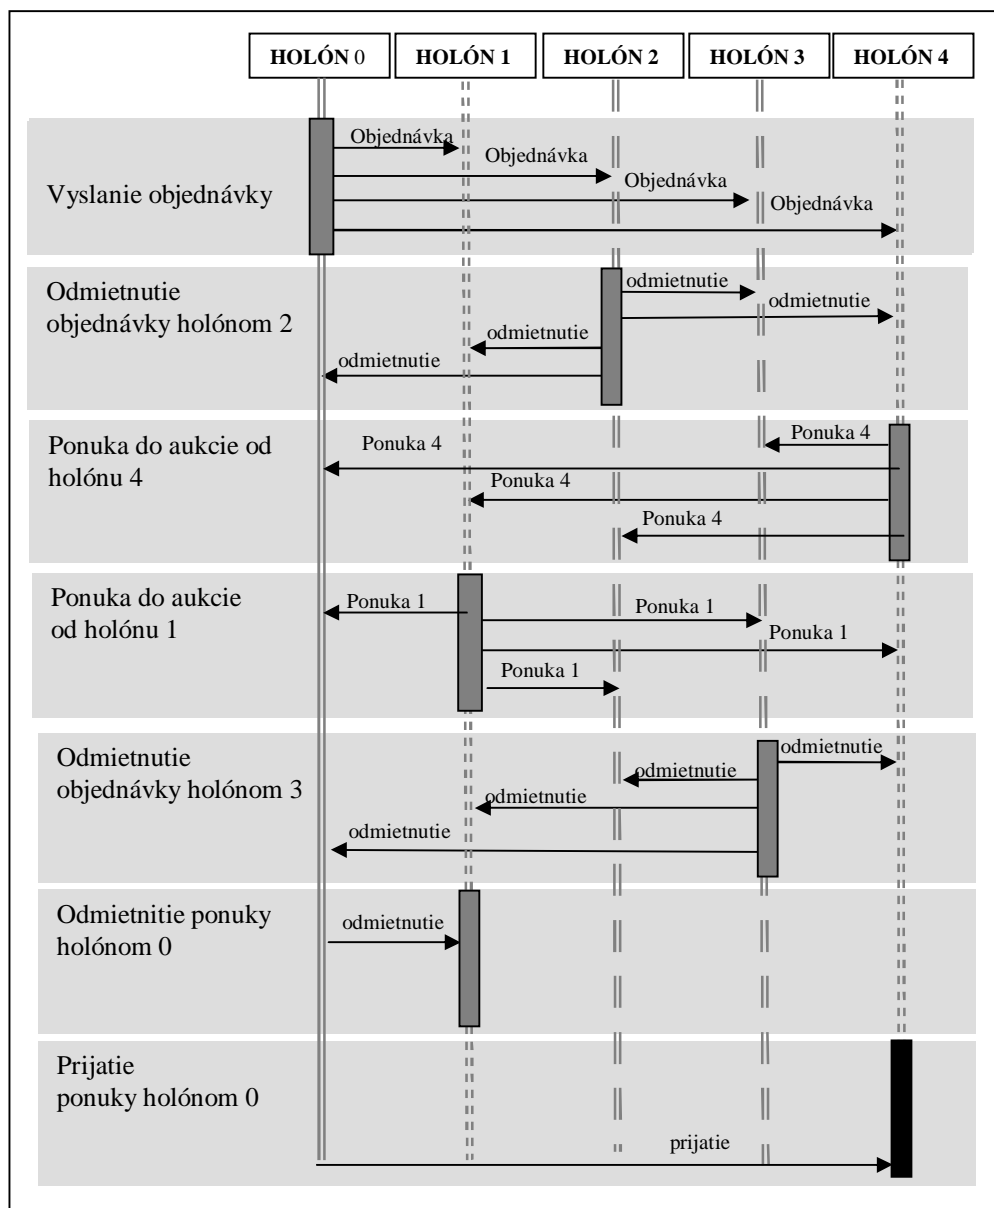 HOLÓN 0 HOLÓN 1 HOLÓN 2 HOLÓN 3 HOLÓN 4
Objednávka
Objednávka
Objednávka
Objednávka
Vyslanie objednávky
Odmietnutie
objednávky holónom 2
odmietnutie
odmietnutie
odmietnutie
odmietnutie
Ponuka do aukcie od
holónu 4
Ponuka 4
Ponuka 4
Ponuka 4
Ponuka 4
Ponuka do aukcie
od holónu 1
Ponuka 1
Ponuka 1
Ponuka 1
Ponuka 1
Odmietnutie
objednávky holónom 3
odmietnutie
odmietnutie
odmietnutie
odmietnutie
Odmietnitie ponuky
holónom 0
odmietnutie
Prijatie
ponuky holónom 0
prijatie